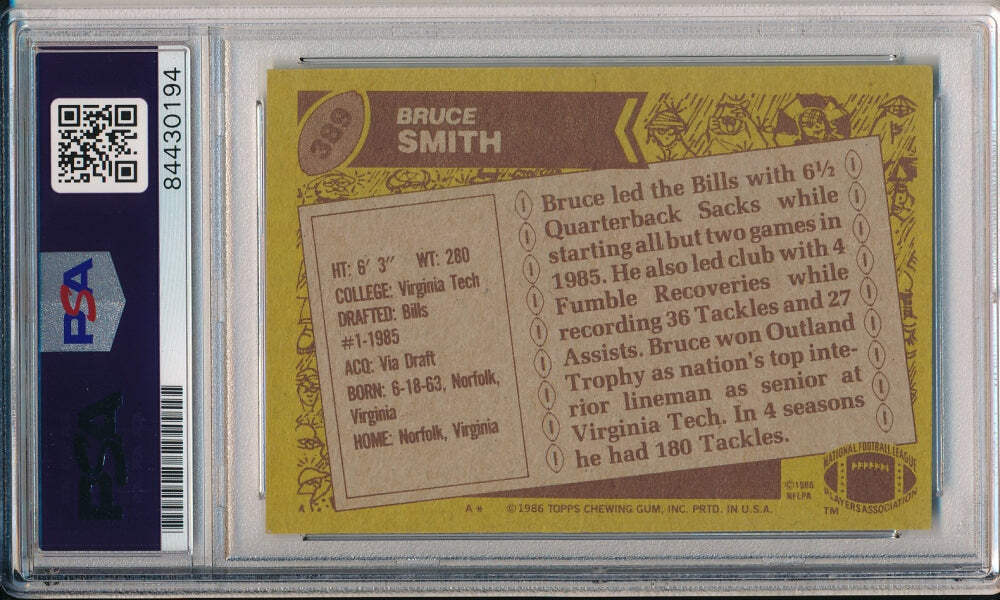 84430194
PSA
PSA
389
BRUCE
SMITH
HT: 6′ 3″ WT: 280
COLLEGE: Virginia Tech
DRAFTED: Bills
#1-1985
ACQ: Via Draft
BORN: 6-18-63, Norfolk,
Virginia
HOME: Norfolk, Virginia
Bruce led the Bills with 6½
Quarterback Sacks while
starting all but two games in
1985. He also led club with 4
Fumble Recoveries while
recording 36 Tackles and 27
Assists. Bruce won Outland
Trophy as nation's top inte-
rior lineman as senior at
Virginia Tech. In 4 seasons
he had 180 Tackles.
A * © 1986 TOPPS CHEWING GUM, INC. PRTD. IN U.S.A.
©1986
NFLPA
NATIONAL FOOTBALL LEAGUE
PLAYERS ASSOCIATION
TM